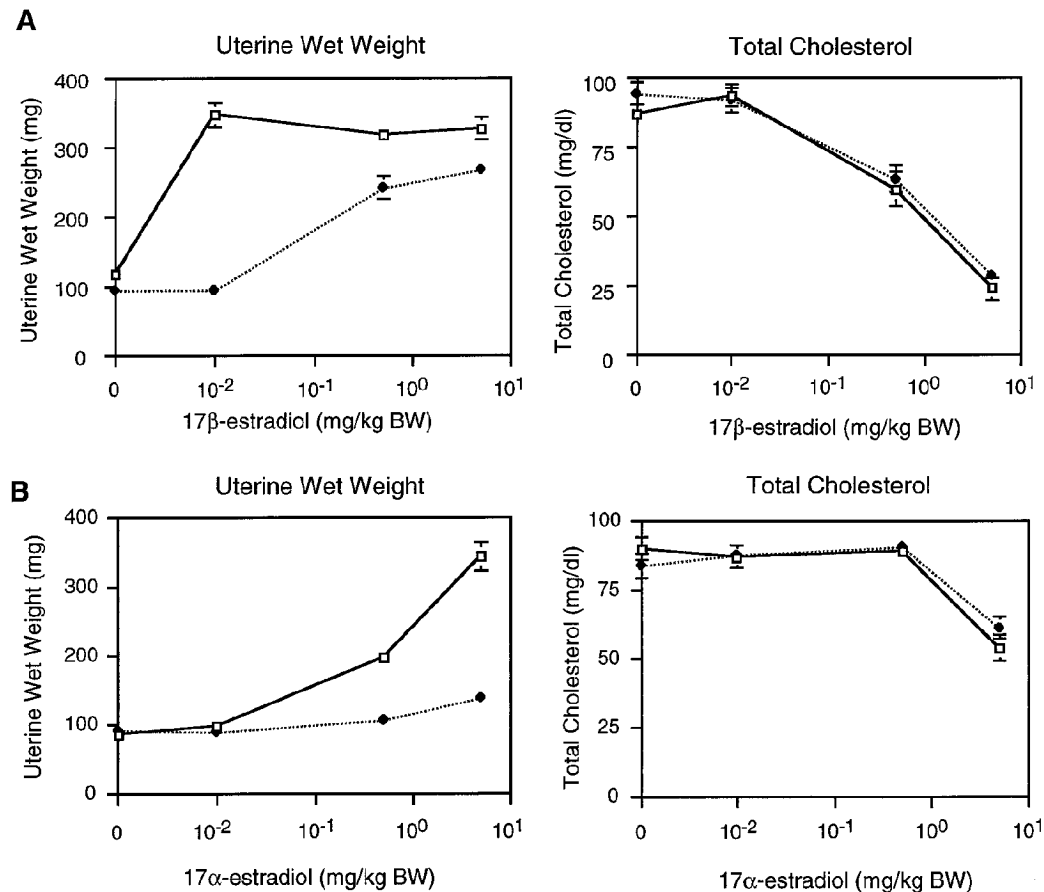 A
Uterine Wet Weight
Total Cholesterol
Uterine Wet Weight (mg)
400
300
200
100
0
0 10⁻² 10⁻¹ 10⁰ 10¹
17β-estradiol (mg/kg BW)
Total Cholesterol (mg/dl)
100
75
50
25
0
0 10⁻² 10⁻¹ 10⁰ 10¹
17β-estradiol (mg/kg BW)
B
Uterine Wet Weight
Total Cholesterol
Uterine Wet Weight (mg)
400
300
200
100
0
0 10⁻² 10⁻¹ 10⁰ 10¹
17α-estradiol (mg/kg BW)
Total Cholesterol (mg/dl)
100
75
50
25
0
0 10⁻² 10⁻¹ 10⁰ 10¹
17α-estradiol (mg/kg BW)